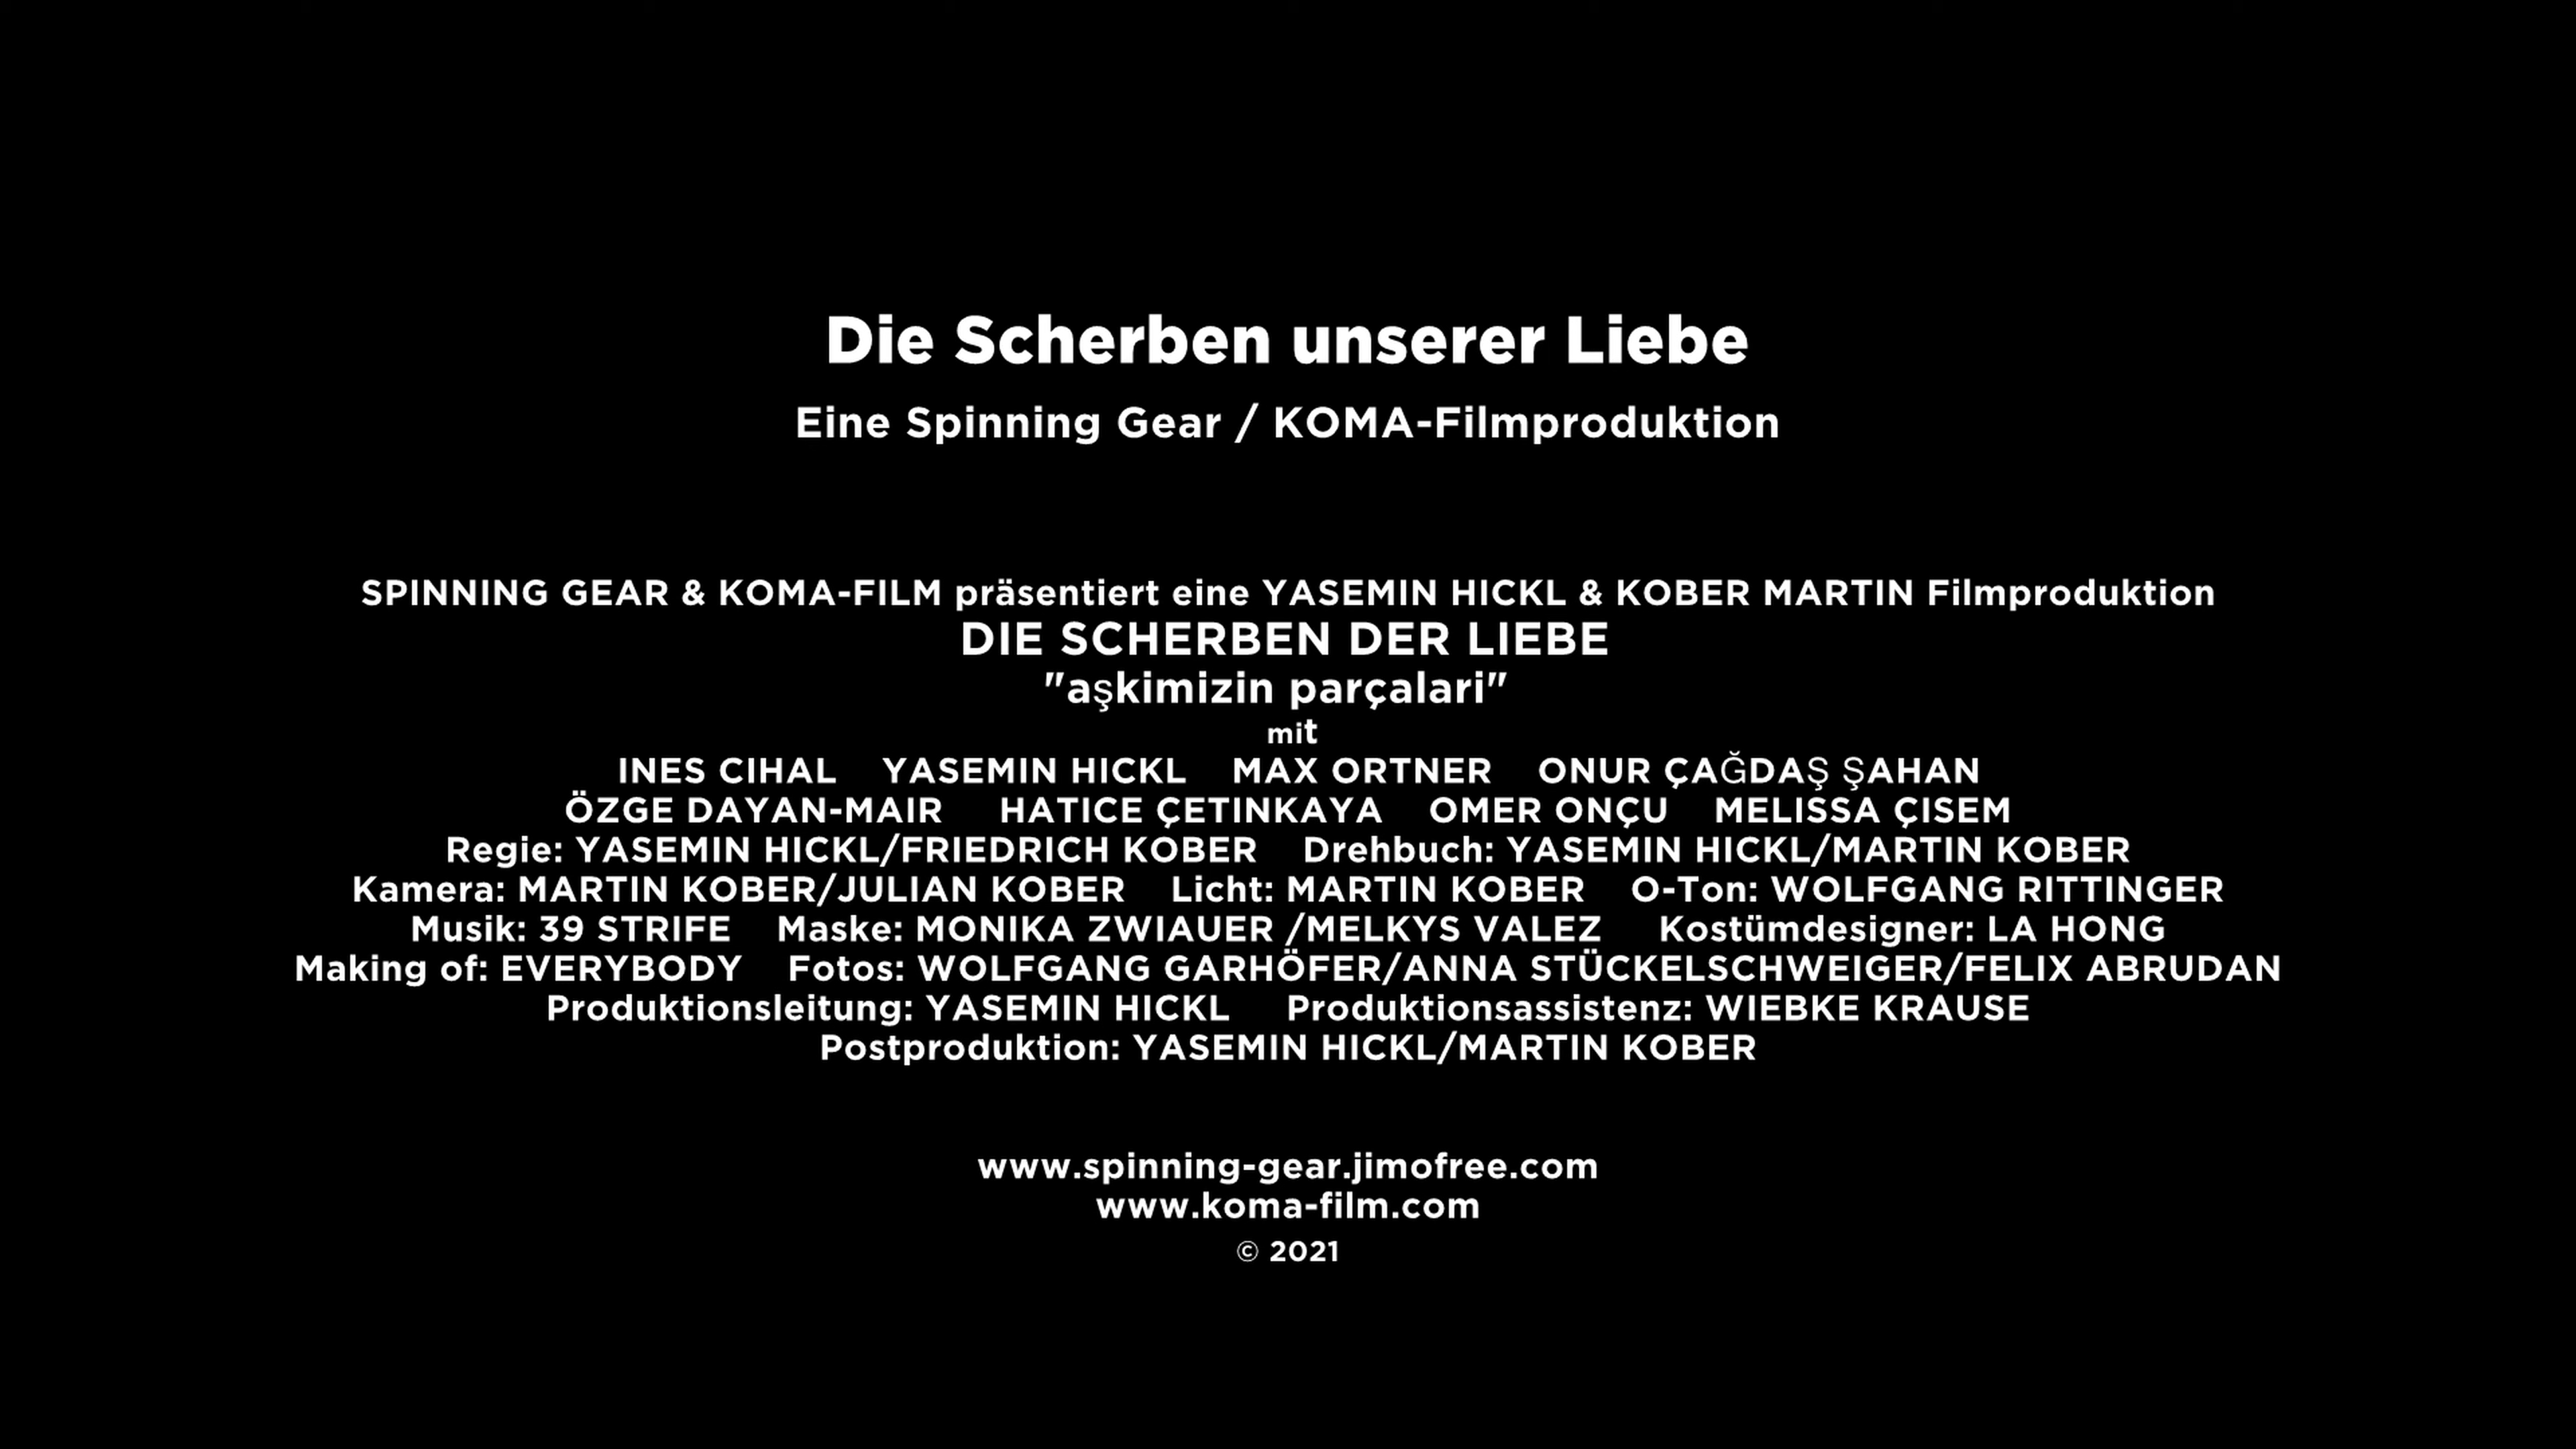 Die Scherben unserer Liebe
Eine Spinning Gear / KOMA-Filmproduktion
SPINNING GEAR & KOMA-FILM präsentiert eine YASEMIN HICKL & KOBER MARTIN Filmproduktion
DIE SCHERBEN DER LIEBE
"aşkimizin parçalari"
mit
INES CIHAL YASEMIN HICKL MAX ORTNER ONUR ÇAĞDAŞ ŞAHAN
ÖZGE DAYAN-MAIR HATICE ÇETINKAYA OMER ONÇU MELISSA ÇISEM
Regie: YASEMIN HICKL/FRIEDRICH KOBER Drehbuch: YASEMIN HICKL/MARTIN KOBER
Kamera: MARTIN KOBER/JULIAN KOBER Licht: MARTIN KOBER O-Ton: WOLFGANG RITTINGER
Musik: 39 STRIFE Maske: MONIKA ZWIAUER /MELKYS VALEZ Kostümdesigner: LA HONG
Making of: EVERYBODY Fotos: WOLFGANG GARHÖFER/ANNA STÜCKELSCHWEIGER/FELIX ABRUDAN
Produktionsleitung: YASEMIN HICKL Produktionsassistenz: WIEBKE KRAUSE
Postproduktion: YASEMIN HICKL/MARTIN KOBER
www.spinning-gear.jimofree.com
www.koma-film.com
© 2021